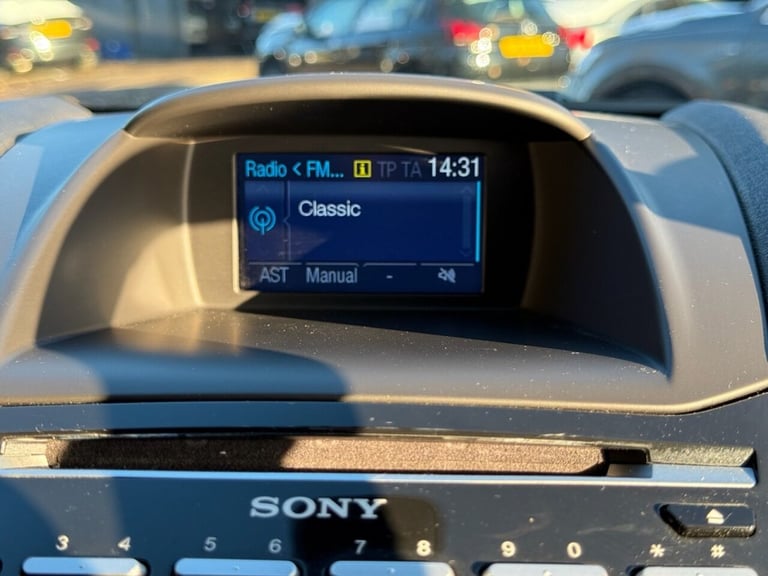 Radio < FM... i TP TA 14:31
Classic
AST Manual -
SONY
3 4 5 6 7 8 9 0 * #